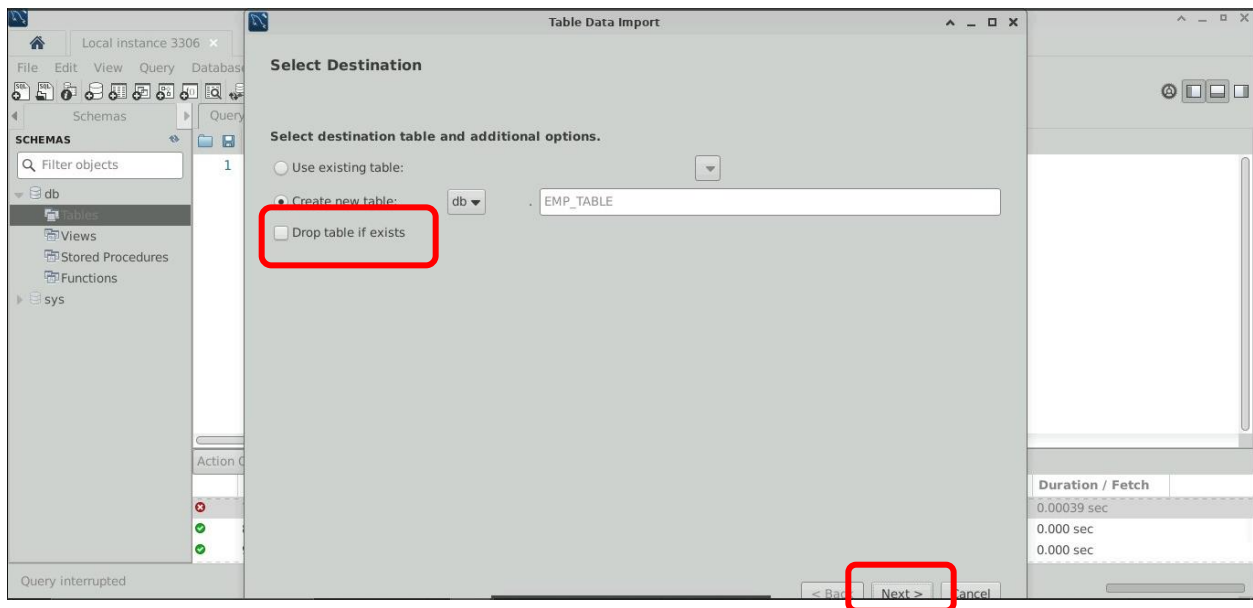 Table Data Import
Local instance 3306
File Edit View Query Database
Schemas
Query
SCHEMAS
Filter objects
db
Tables
Views
Stored Procedures
Functions
sys
1
Select Destination
Select destination table and additional options.
Use existing table:
Create new table: db . EMP_TABLE
Drop table if exists
Action
Duration / Fetch
0.00039 sec
0.000 sec
0.000 sec
Query interrupted
< Back Next > Cancel